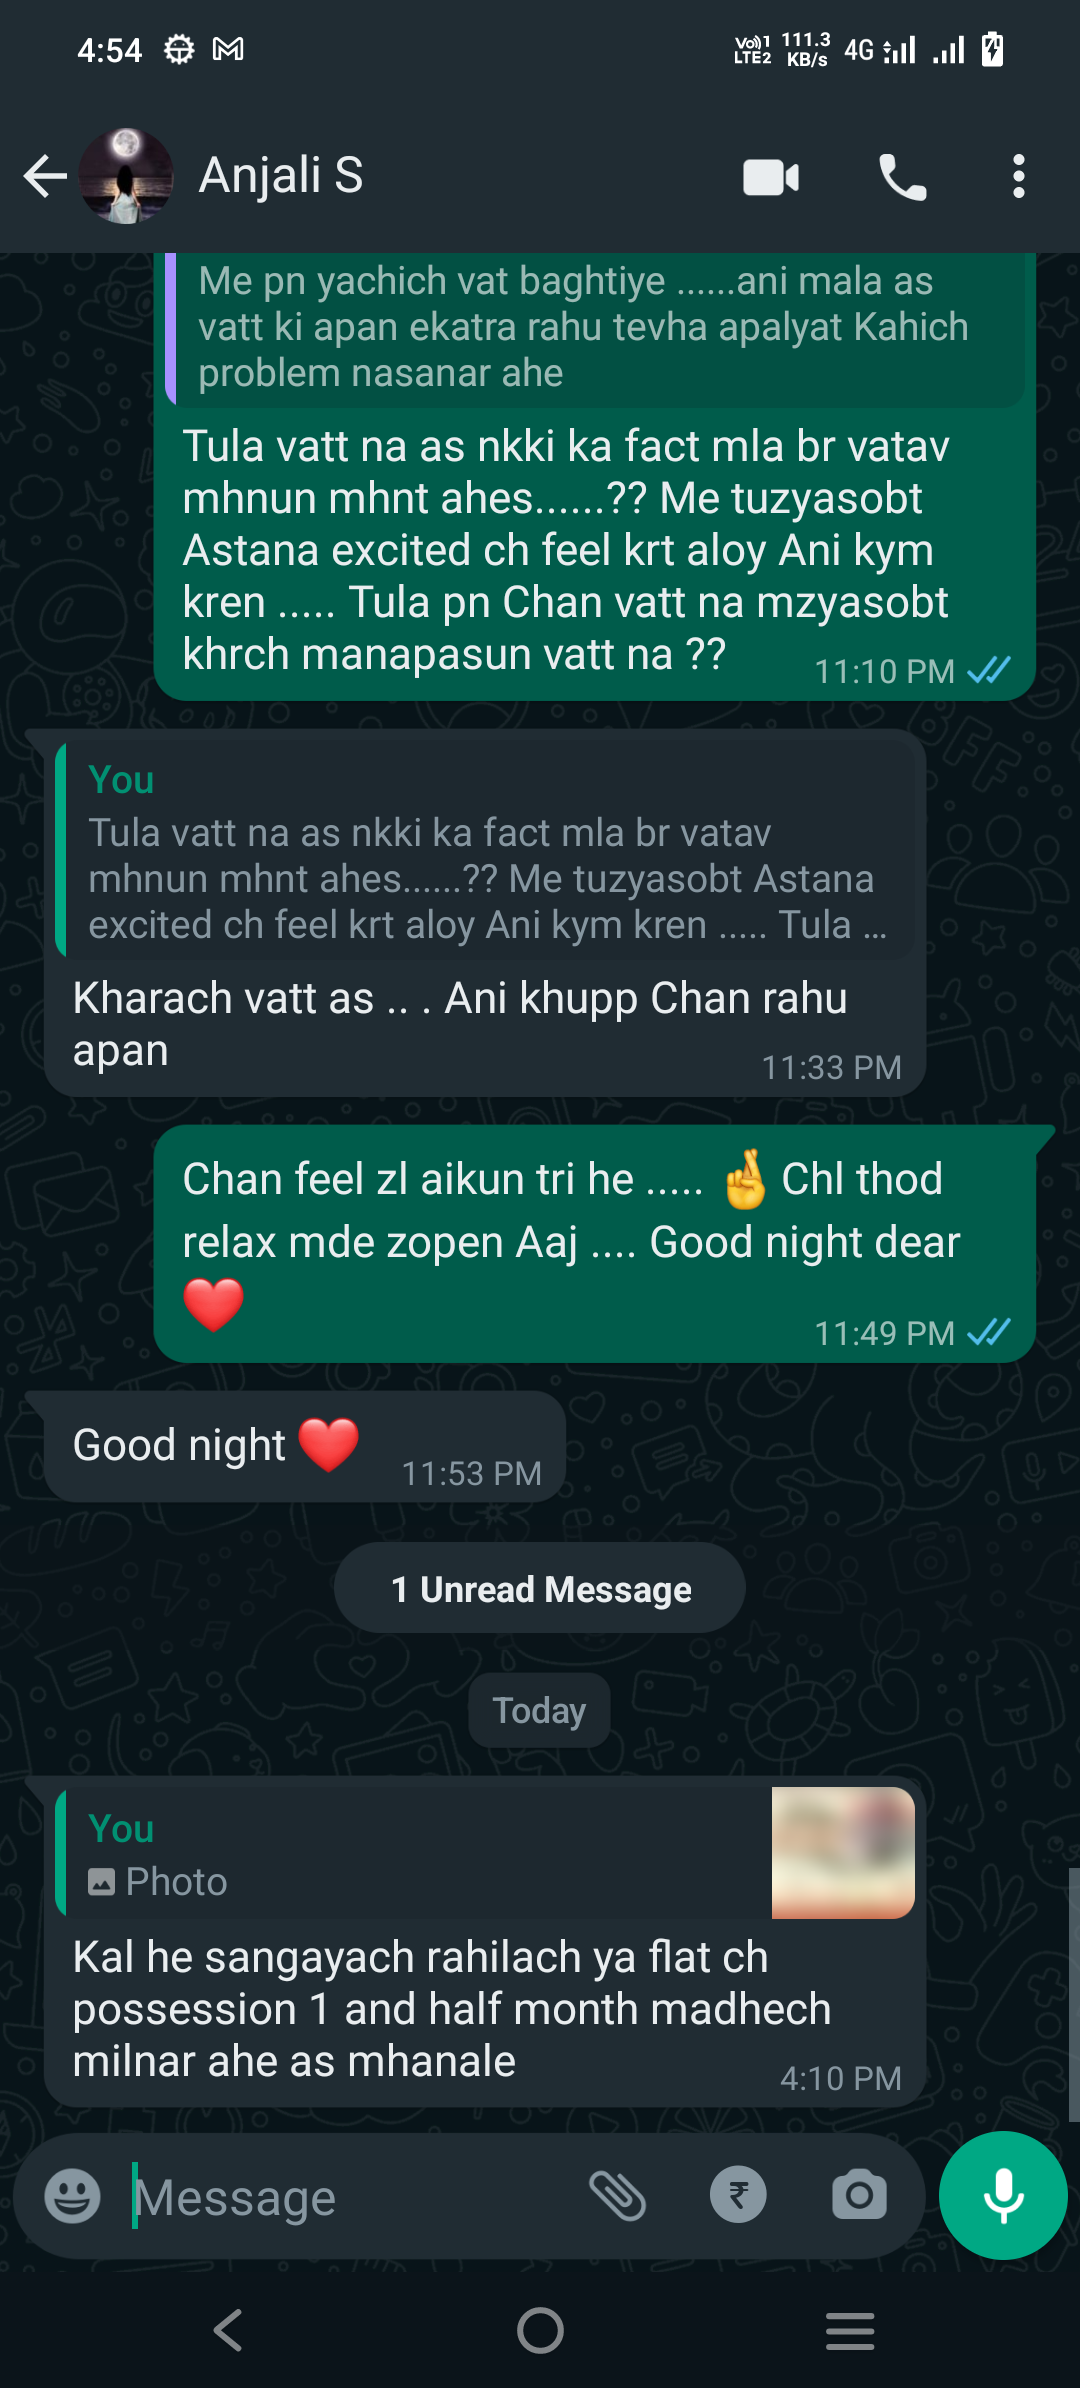 4:54
Vo)) 1
LTE2
111.3
KB/s
4G
Anjali S
Me pn yachich vat baghtiye ......ani mala as
vatt ki apan ekatra rahu tevha apalyat Kahich
problem nasanar ahe
Tula vatt na as nkki ka fact mla br vatav
mhnun mhnt ahes......?? Me tuzyasobt
Astana excited ch feel krt aloy Ani kym
kren ..... Tula pn Chan vatt na mzyasobt
khrch manapasun vatt na ??
11:10 PM
You
Tula vatt na as nkki ka fact mla br vatav
mhnun mhnt ahes......?? Me tuzyasobt Astana
excited ch feel krt aloy Ani kym kren ..... Tula ...
Kharach vatt as .. . Ani khupp Chan rahu
apan
11:33 PM
Chan feel zl aikun tri he ..... 🤞 Chl thod
relax mde zopen Aaj .... Good night dear
❤️
11:49 PM
Good night ❤️
11:53 PM
1 Unread Message
Today
You
Photo
Kal he sangayach rahilach ya flat ch
possession 1 and half month madhech
milnar ahe as mhanale
4:10 PM
Message
₹